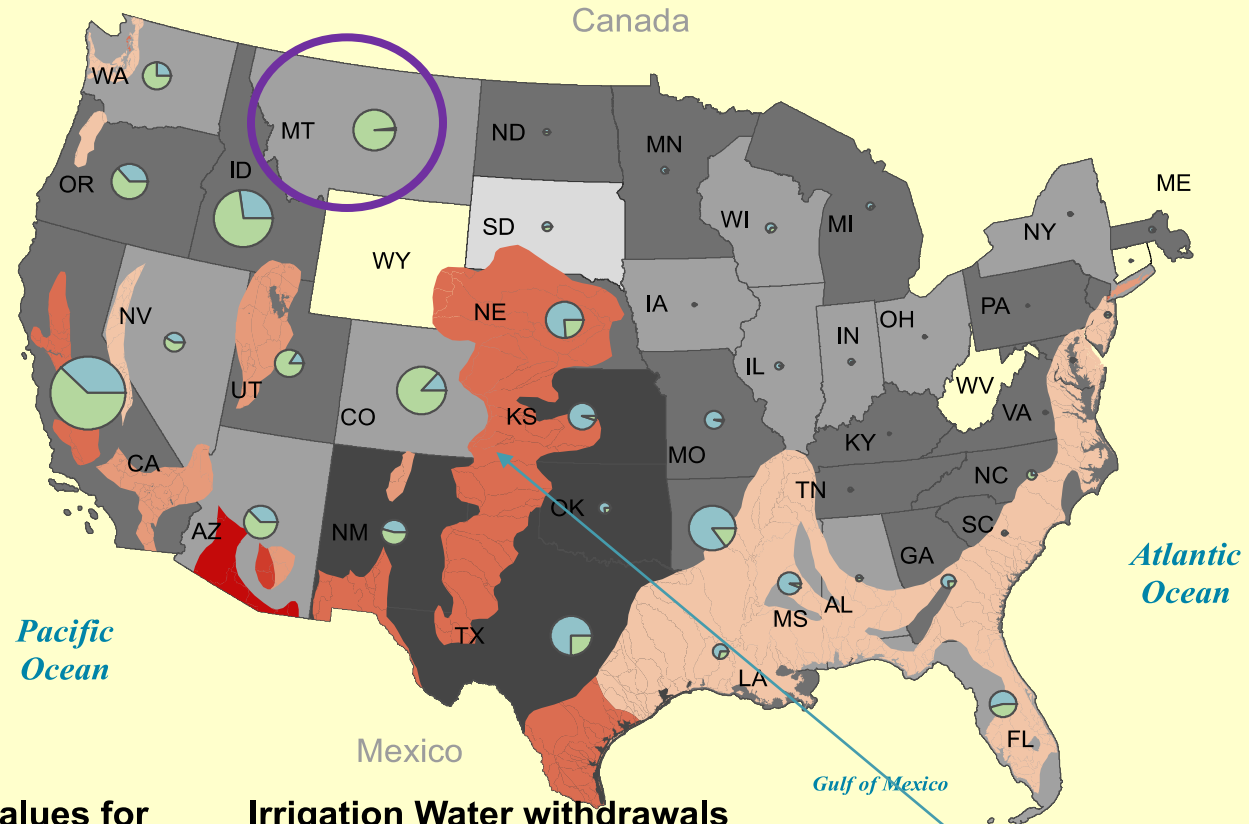 Canada
WA
MT
ND
MN
ME
OR
ID
SD
WI
MI
NY
WY
IA
PA
NV
NE
IL
IN
OH
UT
CO
KS
WV
VA
CA
MO
KY
NC
TN
AZ
NM
OK
SC
GA
Atlantic
Ocean
MS
AL
Pacific
Ocean
TX
LA
FL
Mexico
Gulf of Mexico
alues for
Irrigation Water withdrawals